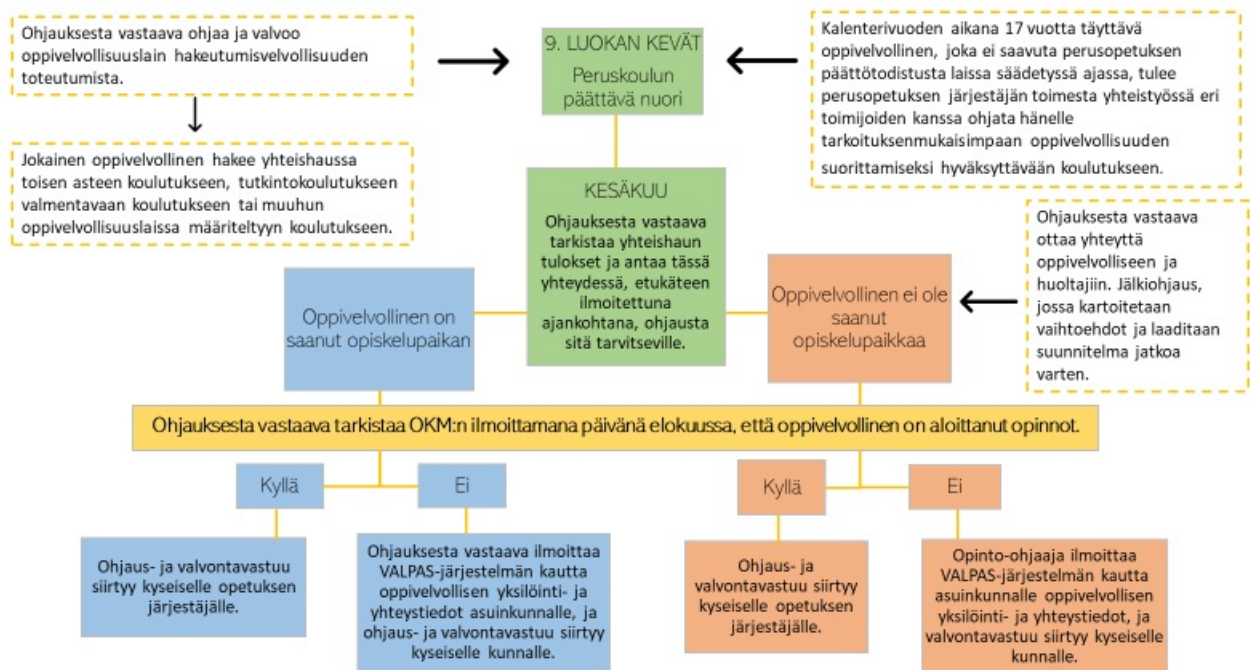 Ohjauksesta vastaava ohjaa ja valvoo
oppivelvollisuuslain hakeutumisvelvollisuuden
toteutumista.
Jokainen oppivelvollinen hakee yhteishaussa
toisen asteen koulutukseen, tutkintokoulutukseen
valmentavaan koulutukseen tai muuhun
oppivelvollisuuslaissa määriteltyyn koulutukseen.
9. LUOKAN KEVÄT
Peruskoulun
päättävä nuori
Kalenterivuoden aikana 17 vuotta täyttävä
oppivelvollinen, joka ei saavuta perusopetuksen
päättötodistusta laissa säädetyssä ajassa, tulee
perusopetuksen järjestäjän toimesta yhteistyössä eri
toimijoiden kanssa ohjata hänelle
tarkoituksenmukaisimpaan oppivelvollisuuden
suorittamiseksi hyväksyttävään koulutukseen.
KESÄKUU
Ohjauksesta vastaava
tarkistaa yhteishaun
tulokset ja antaa tässä
yhteydessä, etukäteen
ilmoitettuna
ajankohtana, ohjausta
sitä tarvitseville.
Oppivelvollinen on
saanut opiskelupaikan
Oppivelvollinen ei ole
saanut
opiskelupaikkaa
Ohjauksesta vastaava
ottaa yhteyttä
oppivelvolliseen ja
huoltajiin. Jälkiohjaus,
jossa kartoitetaan
vaihtoehdot ja laaditaan
suunnitelma jatkoa
varten.
Ohjauksesta vastaava tarkistaa OKM:n ilmoittamana päivänä elokuussa, että oppivelvollinen on aloittanut opinnot.
Kyllä
Ei
Kyllä
Ei
Ohjaus- ja valvontavastuu
siirtyy kyseiselle opetuksen
järjestäjälle.
Ohjauksesta vastaava ilmoittaa
VALPAS-järjestelmän kautta
oppivelvollisen yksilöinti- ja
yhteystiedot asuinkunnalle, ja
ohjaus- ja valvontavastuu siirtyy
kyseiselle kunnalle.
Ohjaus- ja
valvontavastuu siirtyy
kyseiselle opetuksen
järjestäjälle.
Opinto-ohjaaja ilmoittaa
VALPAS-järjestelmän kautta
asuinkunnalle oppivelvollisen
yksilöinti- ja yhteystiedot, ja
valvontavastuu siirtyy kyseiselle
kunnalle.